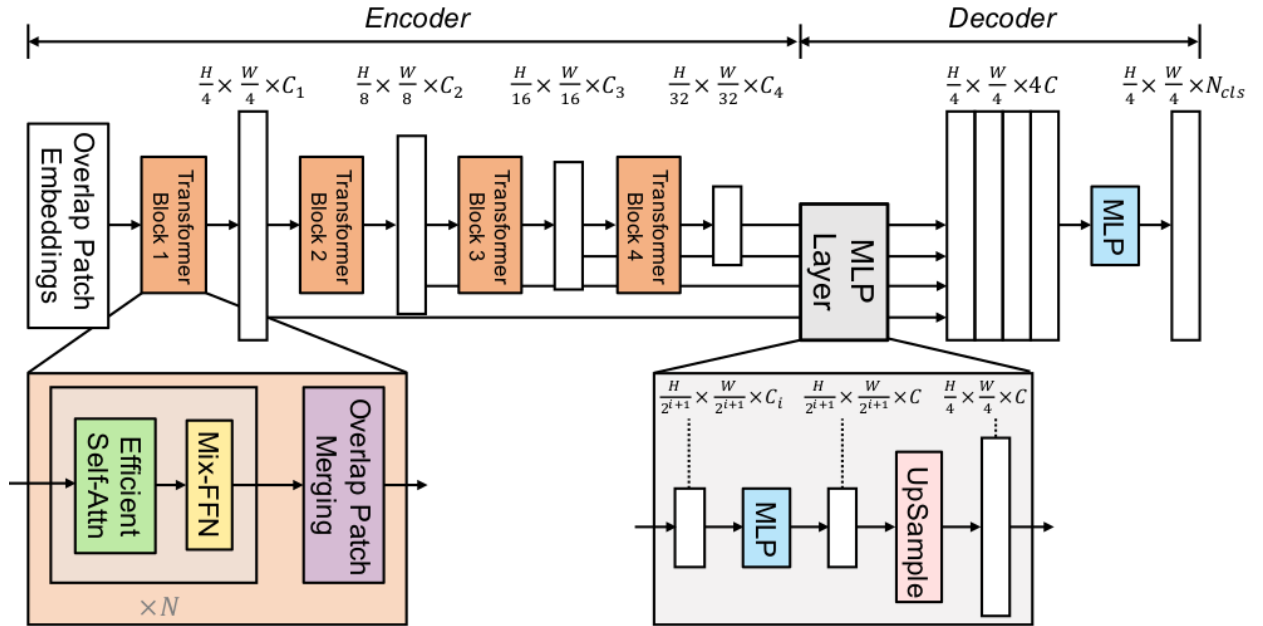 Encoder
Decoder
H/4 × W/4 × C₁
H/8 × W/8 × C₂
H/16 × W/16 × C₃
H/32 × W/32 × C₄
H/4 × W/4 × 4C
H/4 × W/4 × N_cls
Overlap Patch
Embeddings
Transformer
Block 1
Transformer
Block 2
Transformer
Block 3
Transformer
Block 4
MLP
Layer
MLP
Efficient
Self-Attn
Mix-FFN
Overlap Patch
Merging
×N
H/2^{i+1} × W/2^{i+1} × C_i
H/2^{i+1} × W/2^{i+1} × C
H/4 × W/4 × C
MLP
UpSample